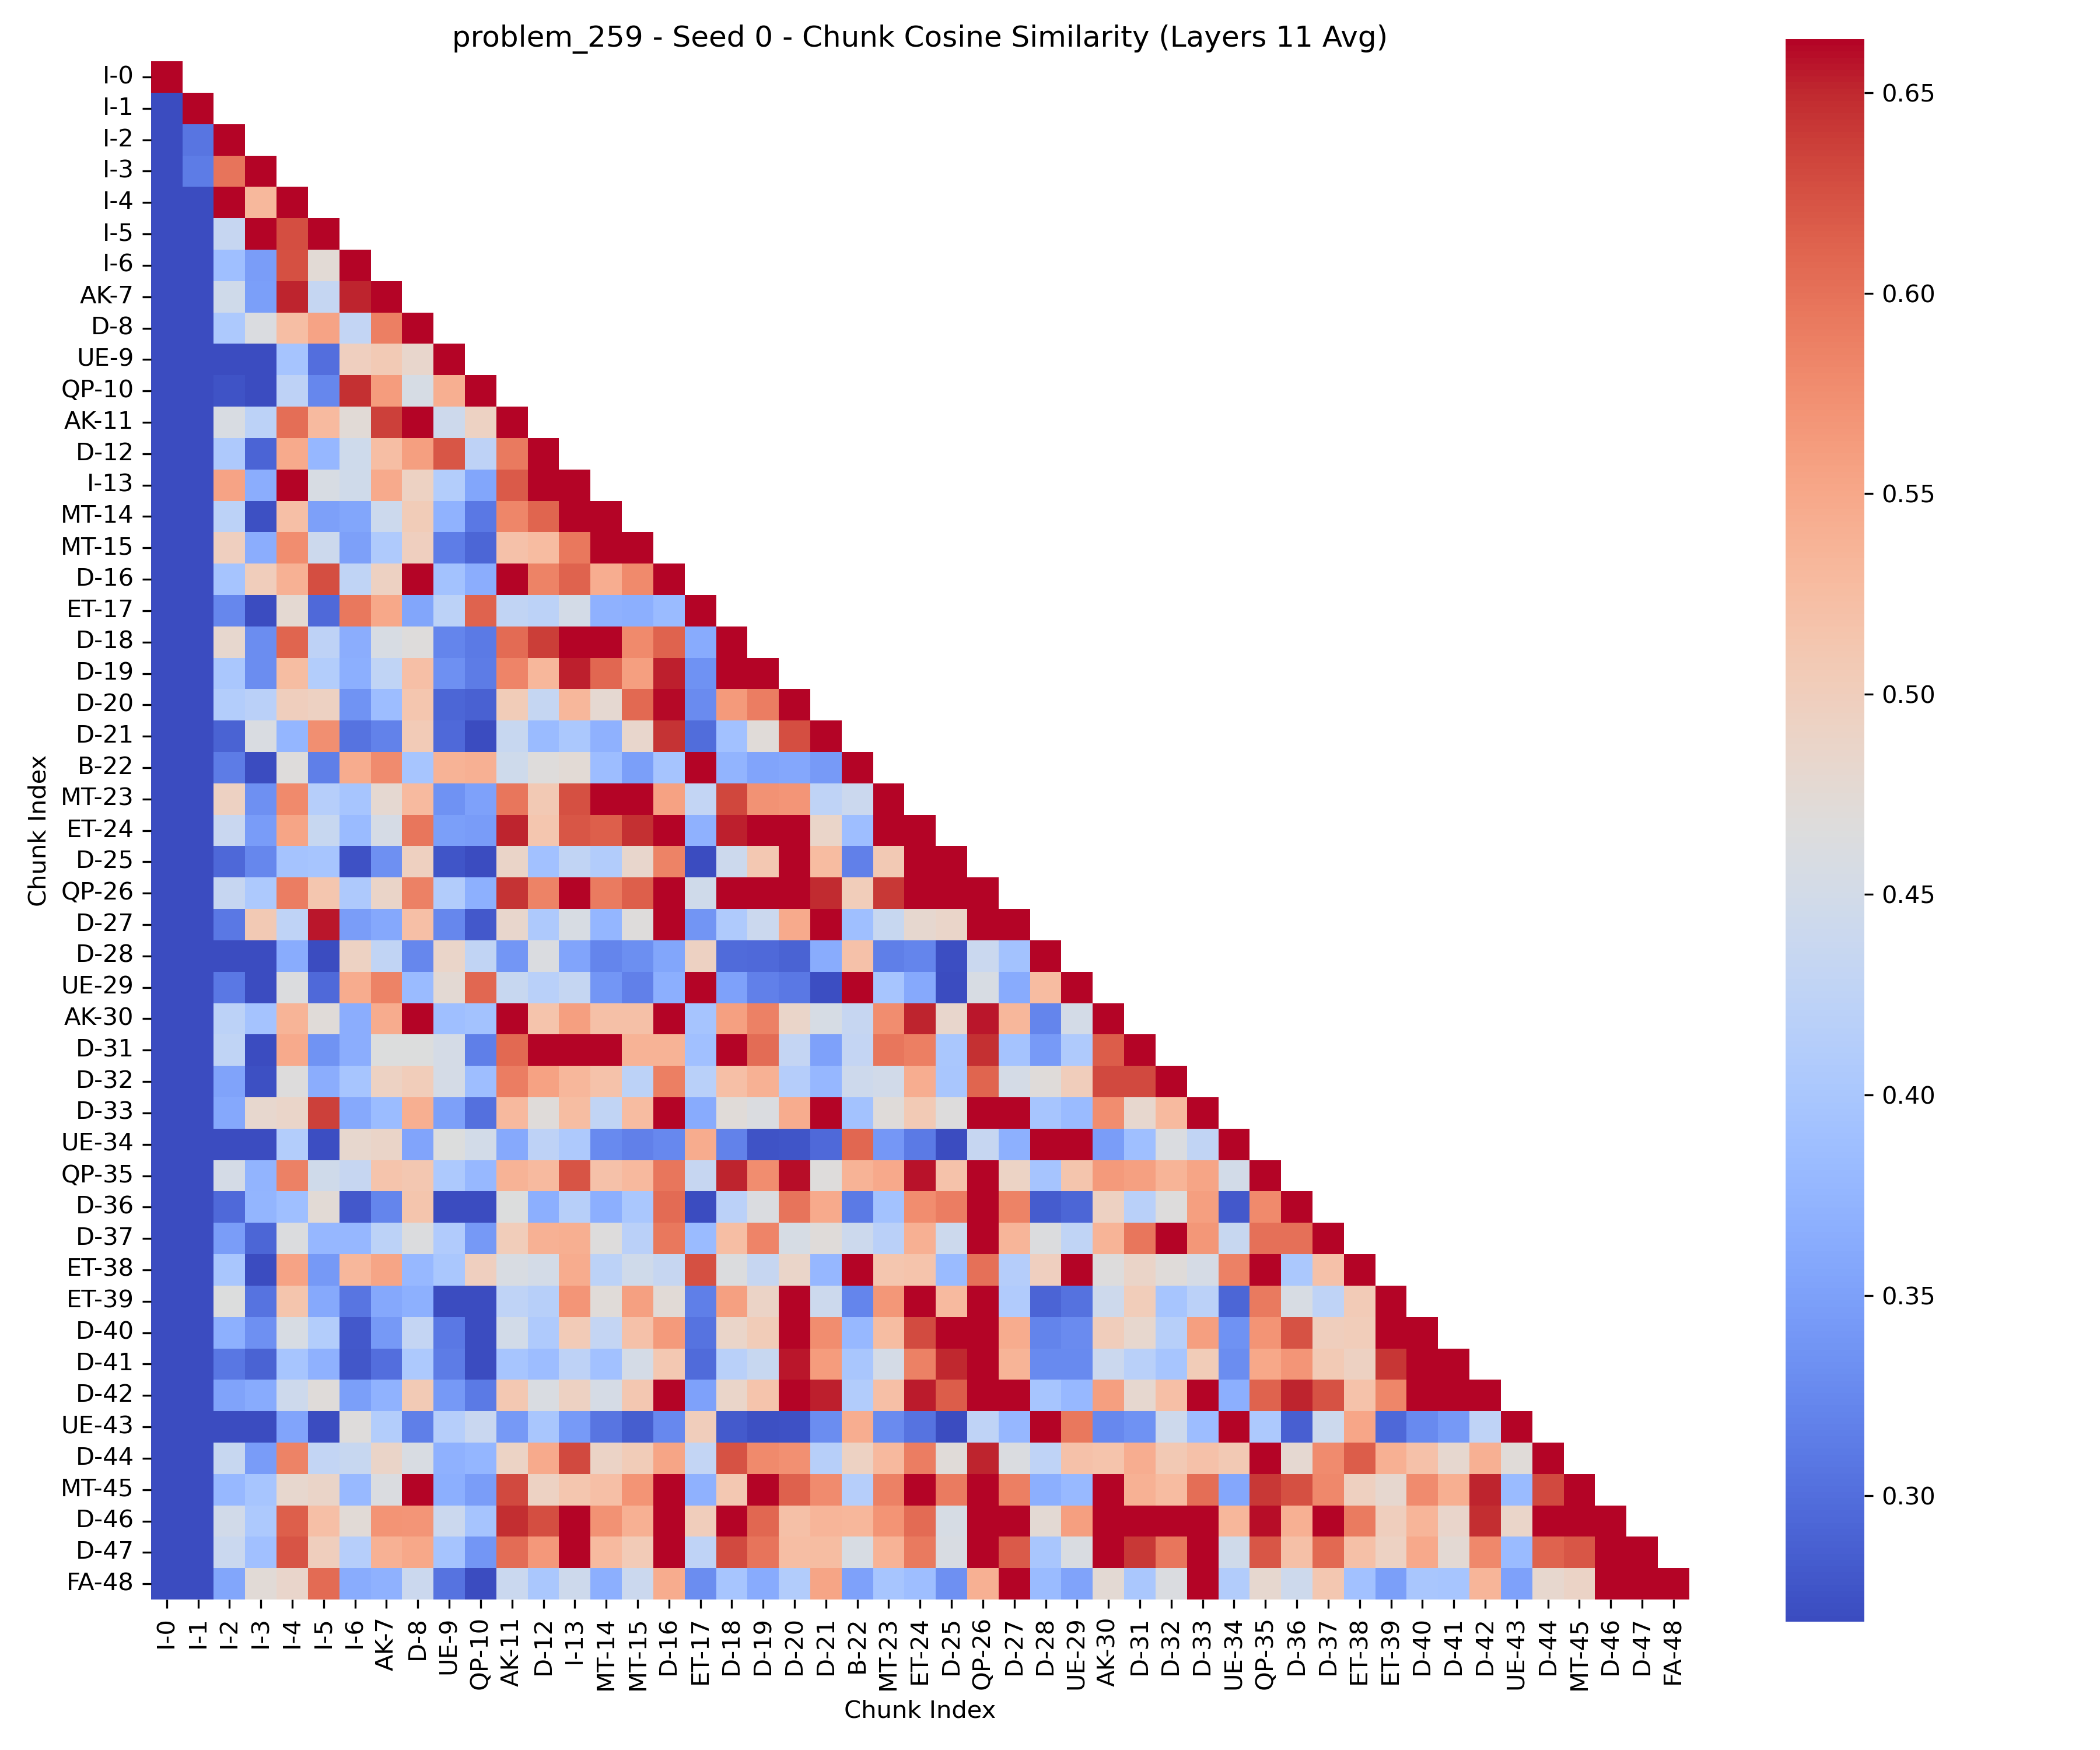 problem_259 - Seed 0 - Chunk Cosine Similarity (Layers 11 Avg)
Chunk Index
I-0
I-1
I-2
I-3
I-4
I-5
I-6
AK-7
D-8
UE-9
QP-10
AK-11
D-12
I-13
MT-14
MT-15
D-16
ET-17
D-18
D-19
D-20
D-21
B-22
MT-23
ET-24
D-25
QP-26
D-27
D-28
UE-29
AK-30
D-31
D-32
D-33
UE-34
QP-35
D-36
D-37
ET-38
ET-39
D-40
D-41
D-42
UE-43
D-44
MT-45
D-46
D-47
FA-48
I-0 I-1 I-2 I-3 I-4 I-5 I-6 AK-7 D-8 UE-9 QP-10 AK-11 D-12 I-13 MT-14 MT-15 D-16 ET-17 D-18 D-19 D-20 D-21 B-22 MT-23 ET-24 D-25 QP-26 D-27 D-28 UE-29 AK-30 D-31 D-32 D-33 UE-34 QP-35 D-36 D-37 ET-38 ET-39 D-40 D-41 D-42 UE-43 D-44 MT-45 D-46 D-47 FA-48
Chunk Index
0.65
0.60
0.55
0.50
0.45
0.40
0.35
0.30